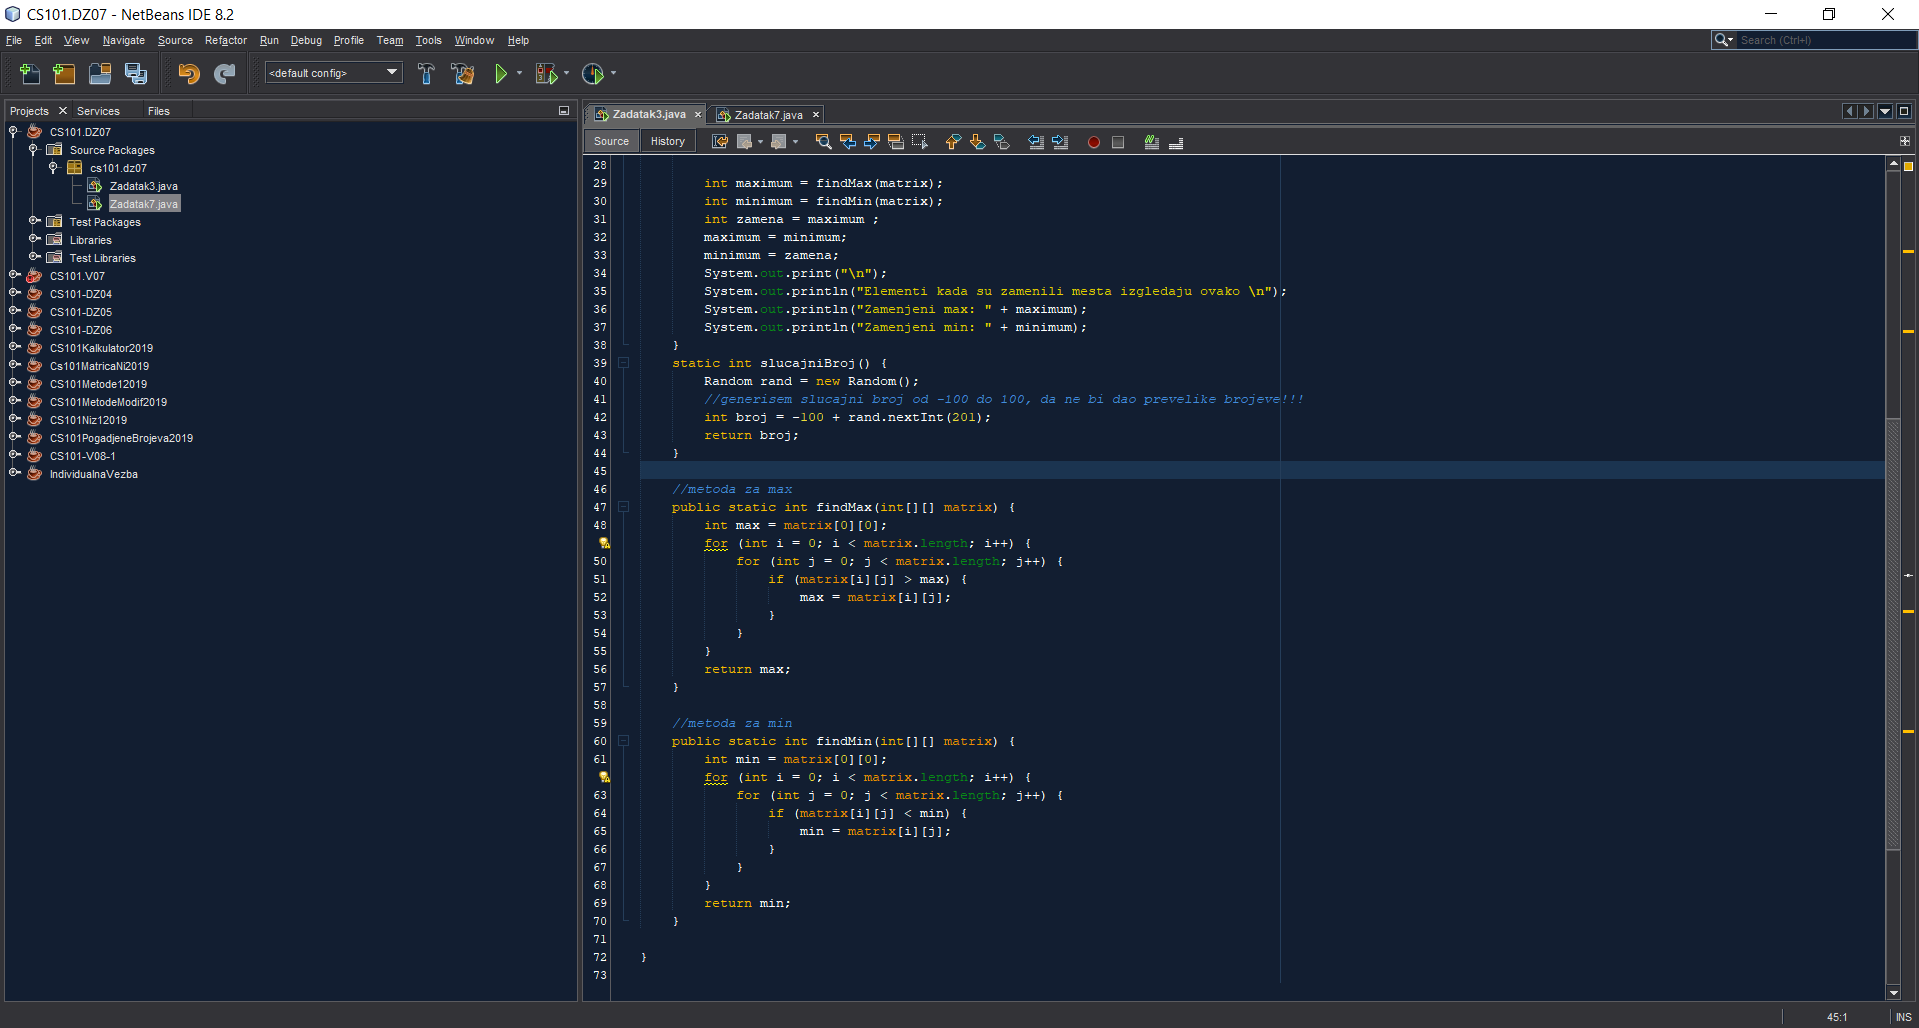 CS101.DZ07 - NetBeans IDE 8.2
File Edit View Navigate Source Refactor Run Debug Profile Team Tools Window Help
Search (Ctrl+I)
<default config>
Projects Services Files
CS101.DZ07
Source Packages
cs101.dz07
Zadatak3.java
Zadatak7.java
Test Packages
Libraries
Test Libraries
CS101.V07
CS101-DZ04
CS101-DZ05
CS101-DZ06
CS101Kalkulator2019
Cs101MatricaNi2019
CS101Metode12019
CS101MetodeModif2019
CS101Niz12019
CS101PogadjeneBrojeva2019
CS101-V08-1
IndividualnaVezba
Zadatak3.java Zadatak7.java
Source History
28
29 int maximum = findMax(matrix);
30 int minimum = findMin(matrix);
31 int zamena = maximum ;
32 maximum = minimum;
33 minimum = zamena;
34 System.out.print("\n");
35 System.out.println("Elementi kada su zamenili mesta izgledaju ovako \n");
36 System.out.println("Zamenjeni max: " + maximum);
37 System.out.println("Zamenjeni min: " + minimum);
38 }
39 static int slucajniBroj() {
40 Random rand = new Random();
41 //generisem slucajni broj od -100 do 100, da ne bi dao prevelike brojeve!!!
42 int broj = -100 + rand.nextInt(201);
43 return broj;
44 }
45
46 //metoda za max
47 public static int findMax(int[][] matrix) {
48 int max = matrix[0][0];
for (int i = 0; i < matrix.length; i++) {
50 for (int j = 0; j < matrix.length; j++) {
51 if (matrix[i][j] > max) {
52 max = matrix[i][j];
53 }
54 }
55 }
56 return max;
57 }
58
59 //metoda za min
60 public static int findMin(int[][] matrix) {
61 int min = matrix[0][0];
for (int i = 0; i < matrix.length; i++) {
63 for (int j = 0; j < matrix.length; j++) {
64 if (matrix[i][j] < min) {
65 min = matrix[i][j];
66 }
67 }
68 }
69 return min;
70 }
71
72 }
73
45:1 INS